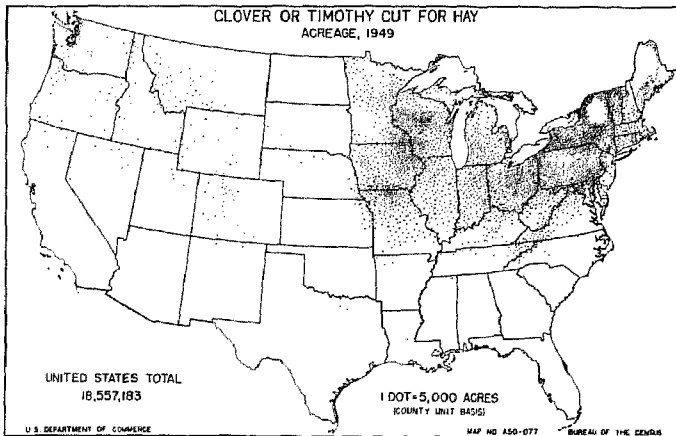 CLOVER OR TIMOTHY CUT FOR HAY
ACREAGE, 1949
UNITED STATES TOTAL
18,557,183
1 DOT=5,000 ACRES
(COUNTY UNIT BASIS)
U.S. DEPARTMENT OF COMMERCE
MAP NO A50-077
BUREAU OF THE CENSUS